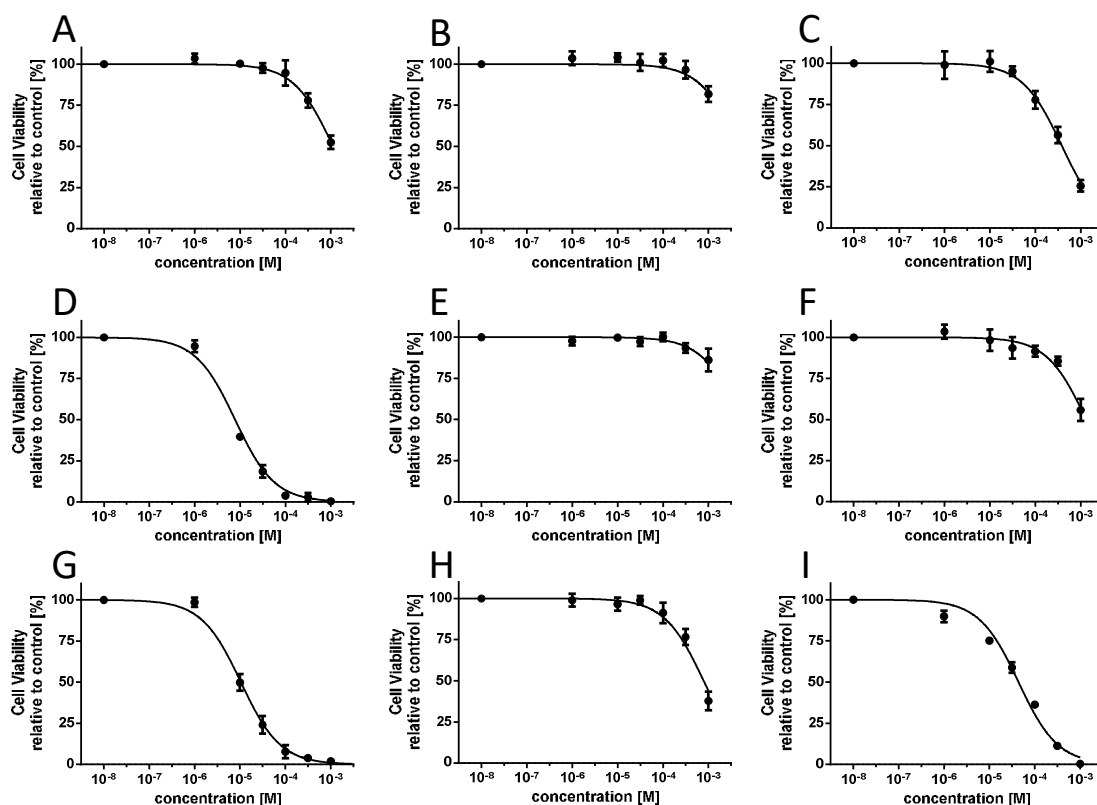 A
Cell Viability
relative to control [%]
100
75
50
25
0
10-8 10-7 10-6 10-5 10-4 10-3
concentration [M]
B
Cell Viability
relative to control [%]
100
75
50
25
0
10-8 10-7 10-6 10-5 10-4 10-3
concentration [M]
C
Cell Viability
relative to control [%]
100
75
50
25
0
10-8 10-7 10-6 10-5 10-4 10-3
concentration [M]
D
Cell Viability
relative to control [%]
100
75
50
25
0
10-8 10-7 10-6 10-5 10-4 10-3
concentration [M]
E
Cell Viability
relative to control [%]
100
75
50
25
0
10-8 10-7 10-6 10-5 10-4 10-3
concentration [M]
F
Cell Viability
relative to control [%]
100
75
50
25
0
10-8 10-7 10-6 10-5 10-4 10-3
concentration [M]
G
Cell Viability
relative to control [%]
100
75
50
25
0
10-8 10-7 10-6 10-5 10-4 10-3
concentration [M]
H
Cell Viability
relative to control [%]
100
75
50
25
0
10-8 10-7 10-6 10-5 10-4 10-3
concentration [M]
I
Cell Viability
relative to control [%]
100
75
50
25
0
10-8 10-7 10-6 10-5 10-4 10-3
concentration [M]